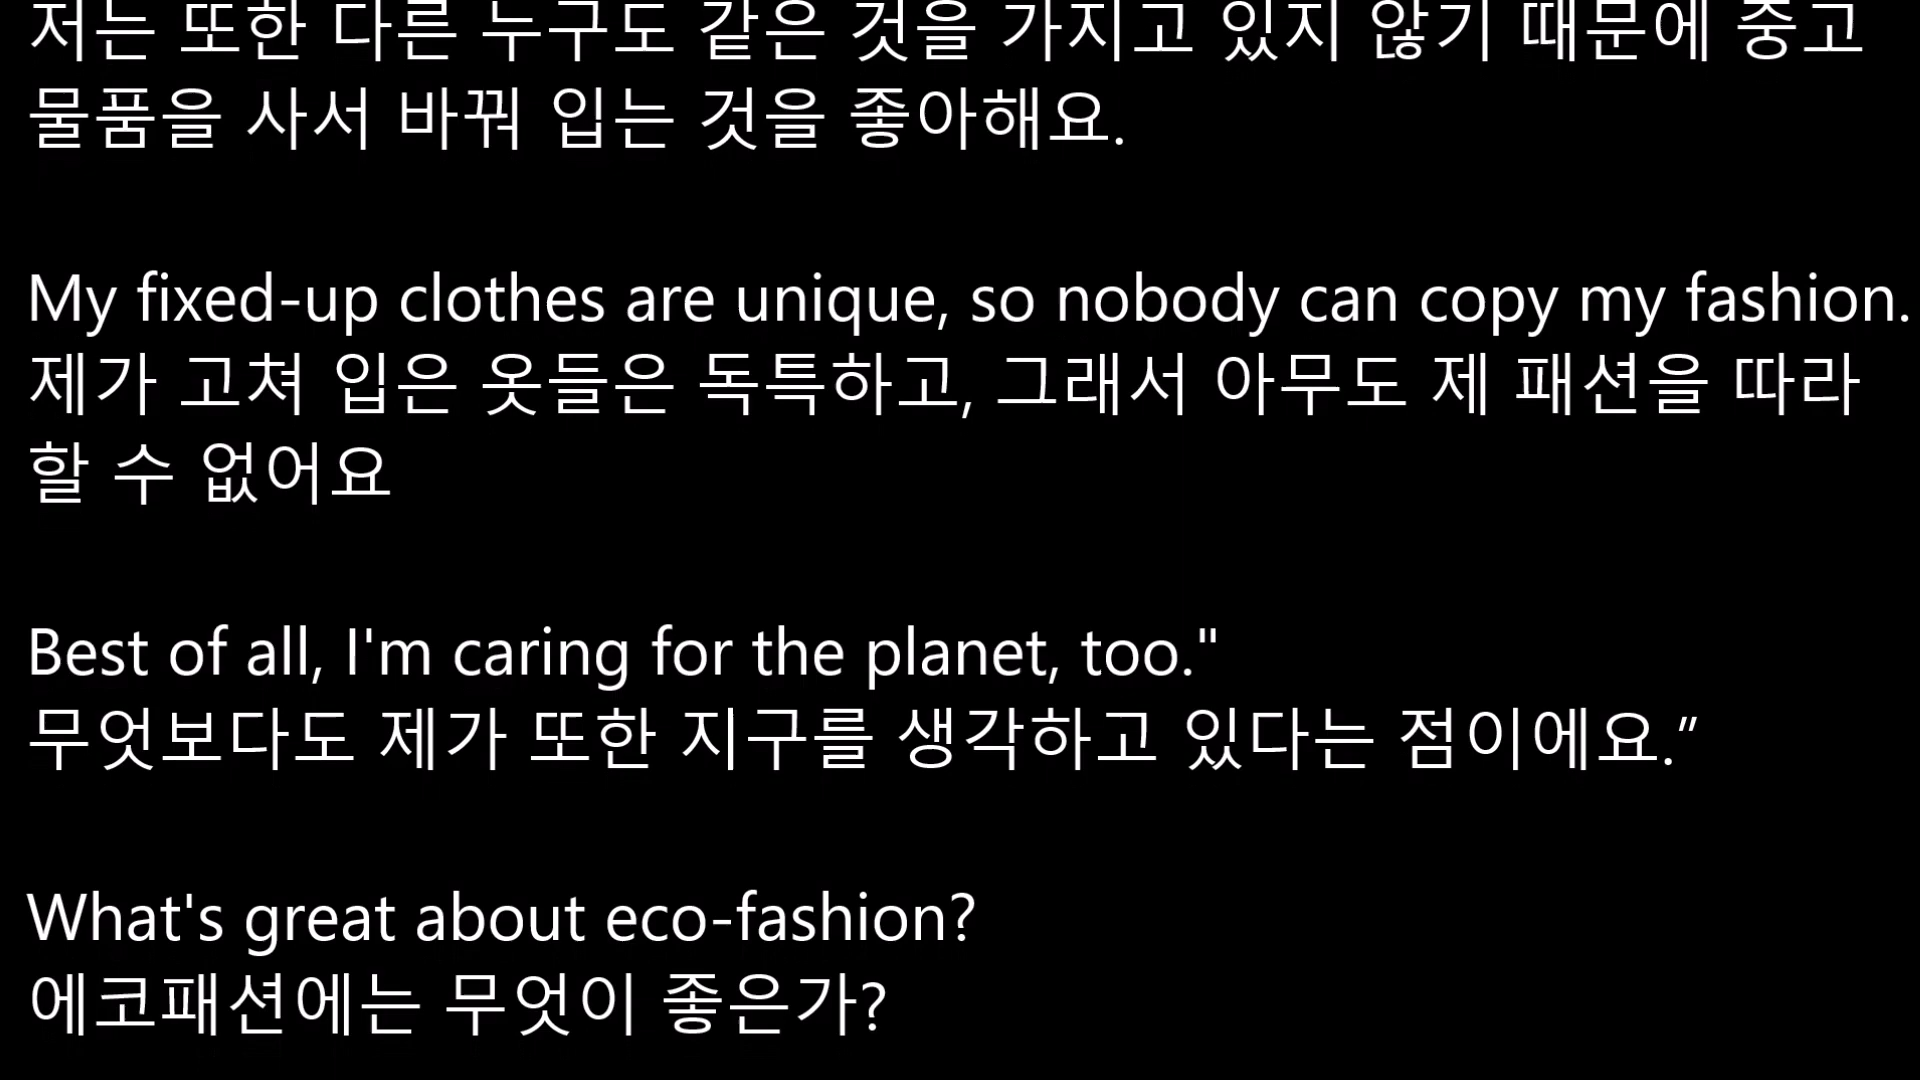 저는 또한 다른 누구도 같은 것을 가지고 있지 않기 때문에 중고
물품을 사서 바꿔 입는 것을 좋아해요.
My fixed-up clothes are unique, so nobody can copy my fashion.
제가 고쳐 입은 옷들은 독특하고, 그래서 아무도 제 패션을 따라
할 수 없어요
Best of all, I'm caring for the planet, too."
무엇보다도 제가 또한 지구를 생각하고 있다는 점이에요.”
What's great about eco-fashion?
에코패션에는 무엇이 좋은가?